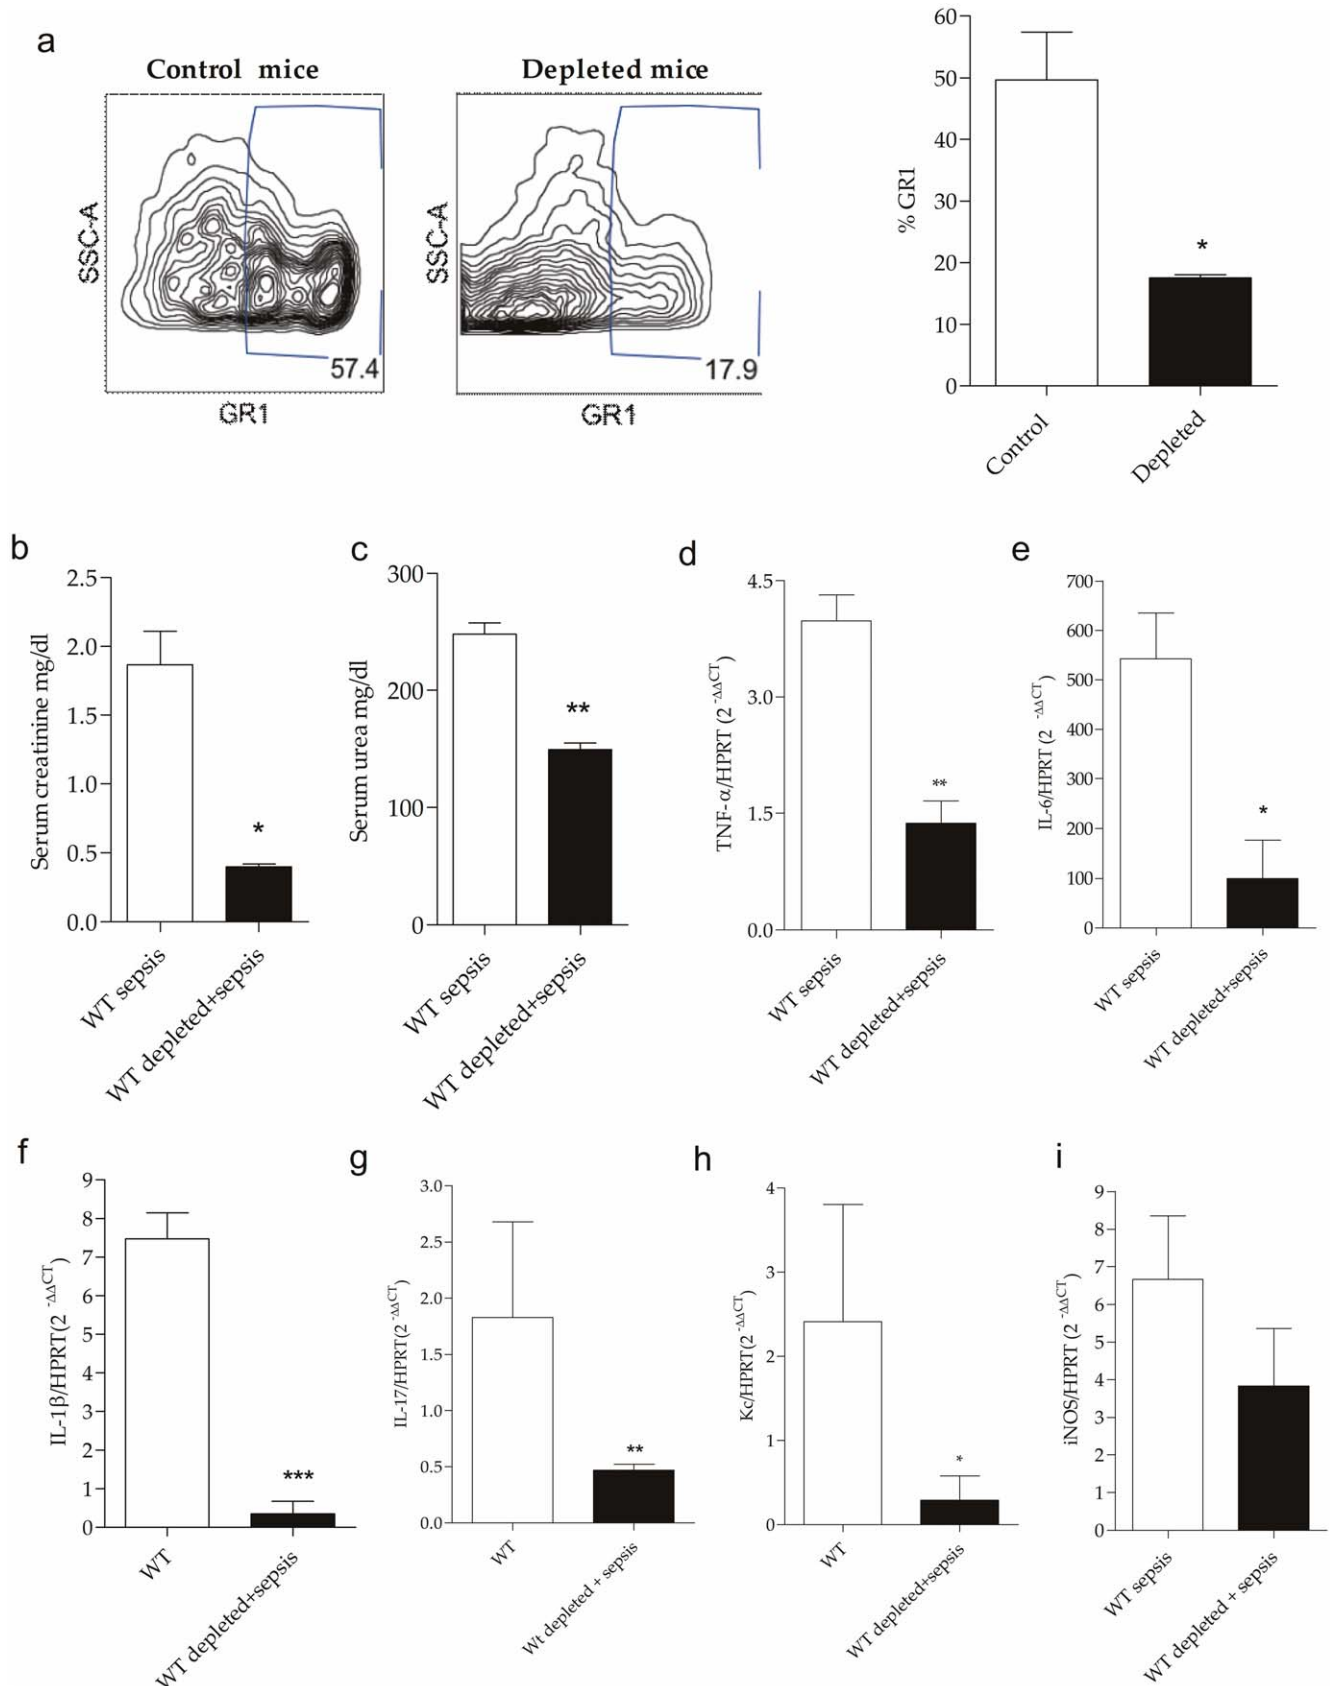 a
Control mice
Depleted mice
SSC-A
57.4
GR1
SSC-A
17.9
GR1
% GR1
60
50
40
30
20
10
0
Control
Depleted
*
b
Serum creatinine mg/dl
2.5
2.0
1.5
1.0
0.5
0.0
*
WT sepsis
WT depleted+sepsis
c
Serum urea mg/dl
300
200
100
0
**
WT sepsis
WT depleted+sepsis
d
TNF-α/HPRT (2 -ΔΔCT)
4.5
3.0
1.5
0.0
**
WT sepsis
WT depleted+sepsis
e
IL-6/HPRT (2 -ΔΔCT)
700
600
500
400
300
200
100
0
*
WT sepsis
WT depleted+sepsis
f
IL-1β/HPRT(2 -ΔΔCT)
9
8
7
6
5
4
3
2
1
0
***
WT
WT depleted+sepsis
g
IL-17/HPRT(2 -ΔΔCT)
3.0
2.5
2.0
1.5
1.0
0.5
0.0
**
WT
Wt depleted + sepsis
h
Kc/HPRT(2 -ΔΔCT)
4
3
2
1
0
*
WT
WT depleted+sepsis
i
iNOS/HPRT (2 -ΔΔCT)
9
8
7
6
5
4
3
2
1
0
WT sepsis
WT depleted + sepsis